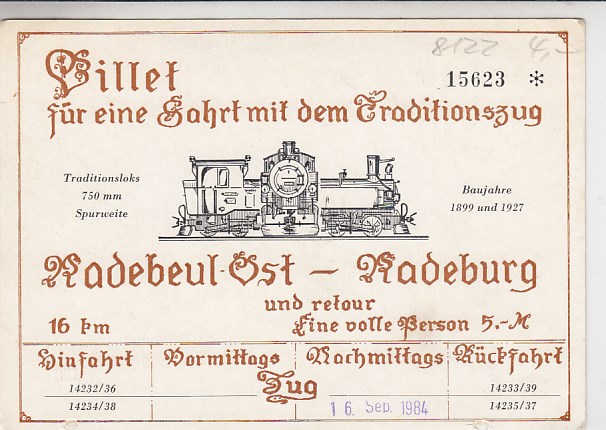 8122 4,-
Billet
15623 *
für eine Fahrt mit dem Traditionszug
Traditionsloks
750 mm
Spurweite
Baujahre
1899 und 1927
Radebeul-Ost – Radeburg
und retour
16 km
Eine volle Person 5.-M
Hinfahrt Vormittags Nachmittags Rückfahrt
Zug
14232/36
14234/38
14233/39
14235/37
16. Sep. 1984